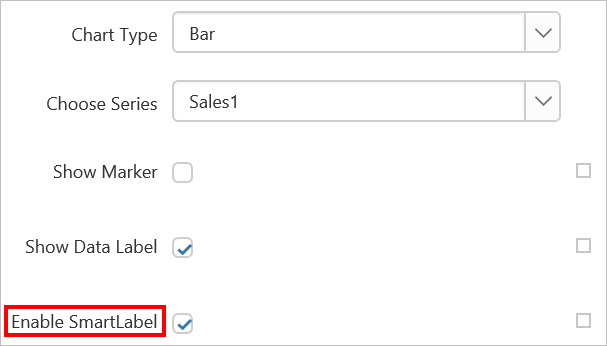 Chart Type Bar
Choose Series Sales1
Show Marker
Show Data Label
Enable SmartLabel